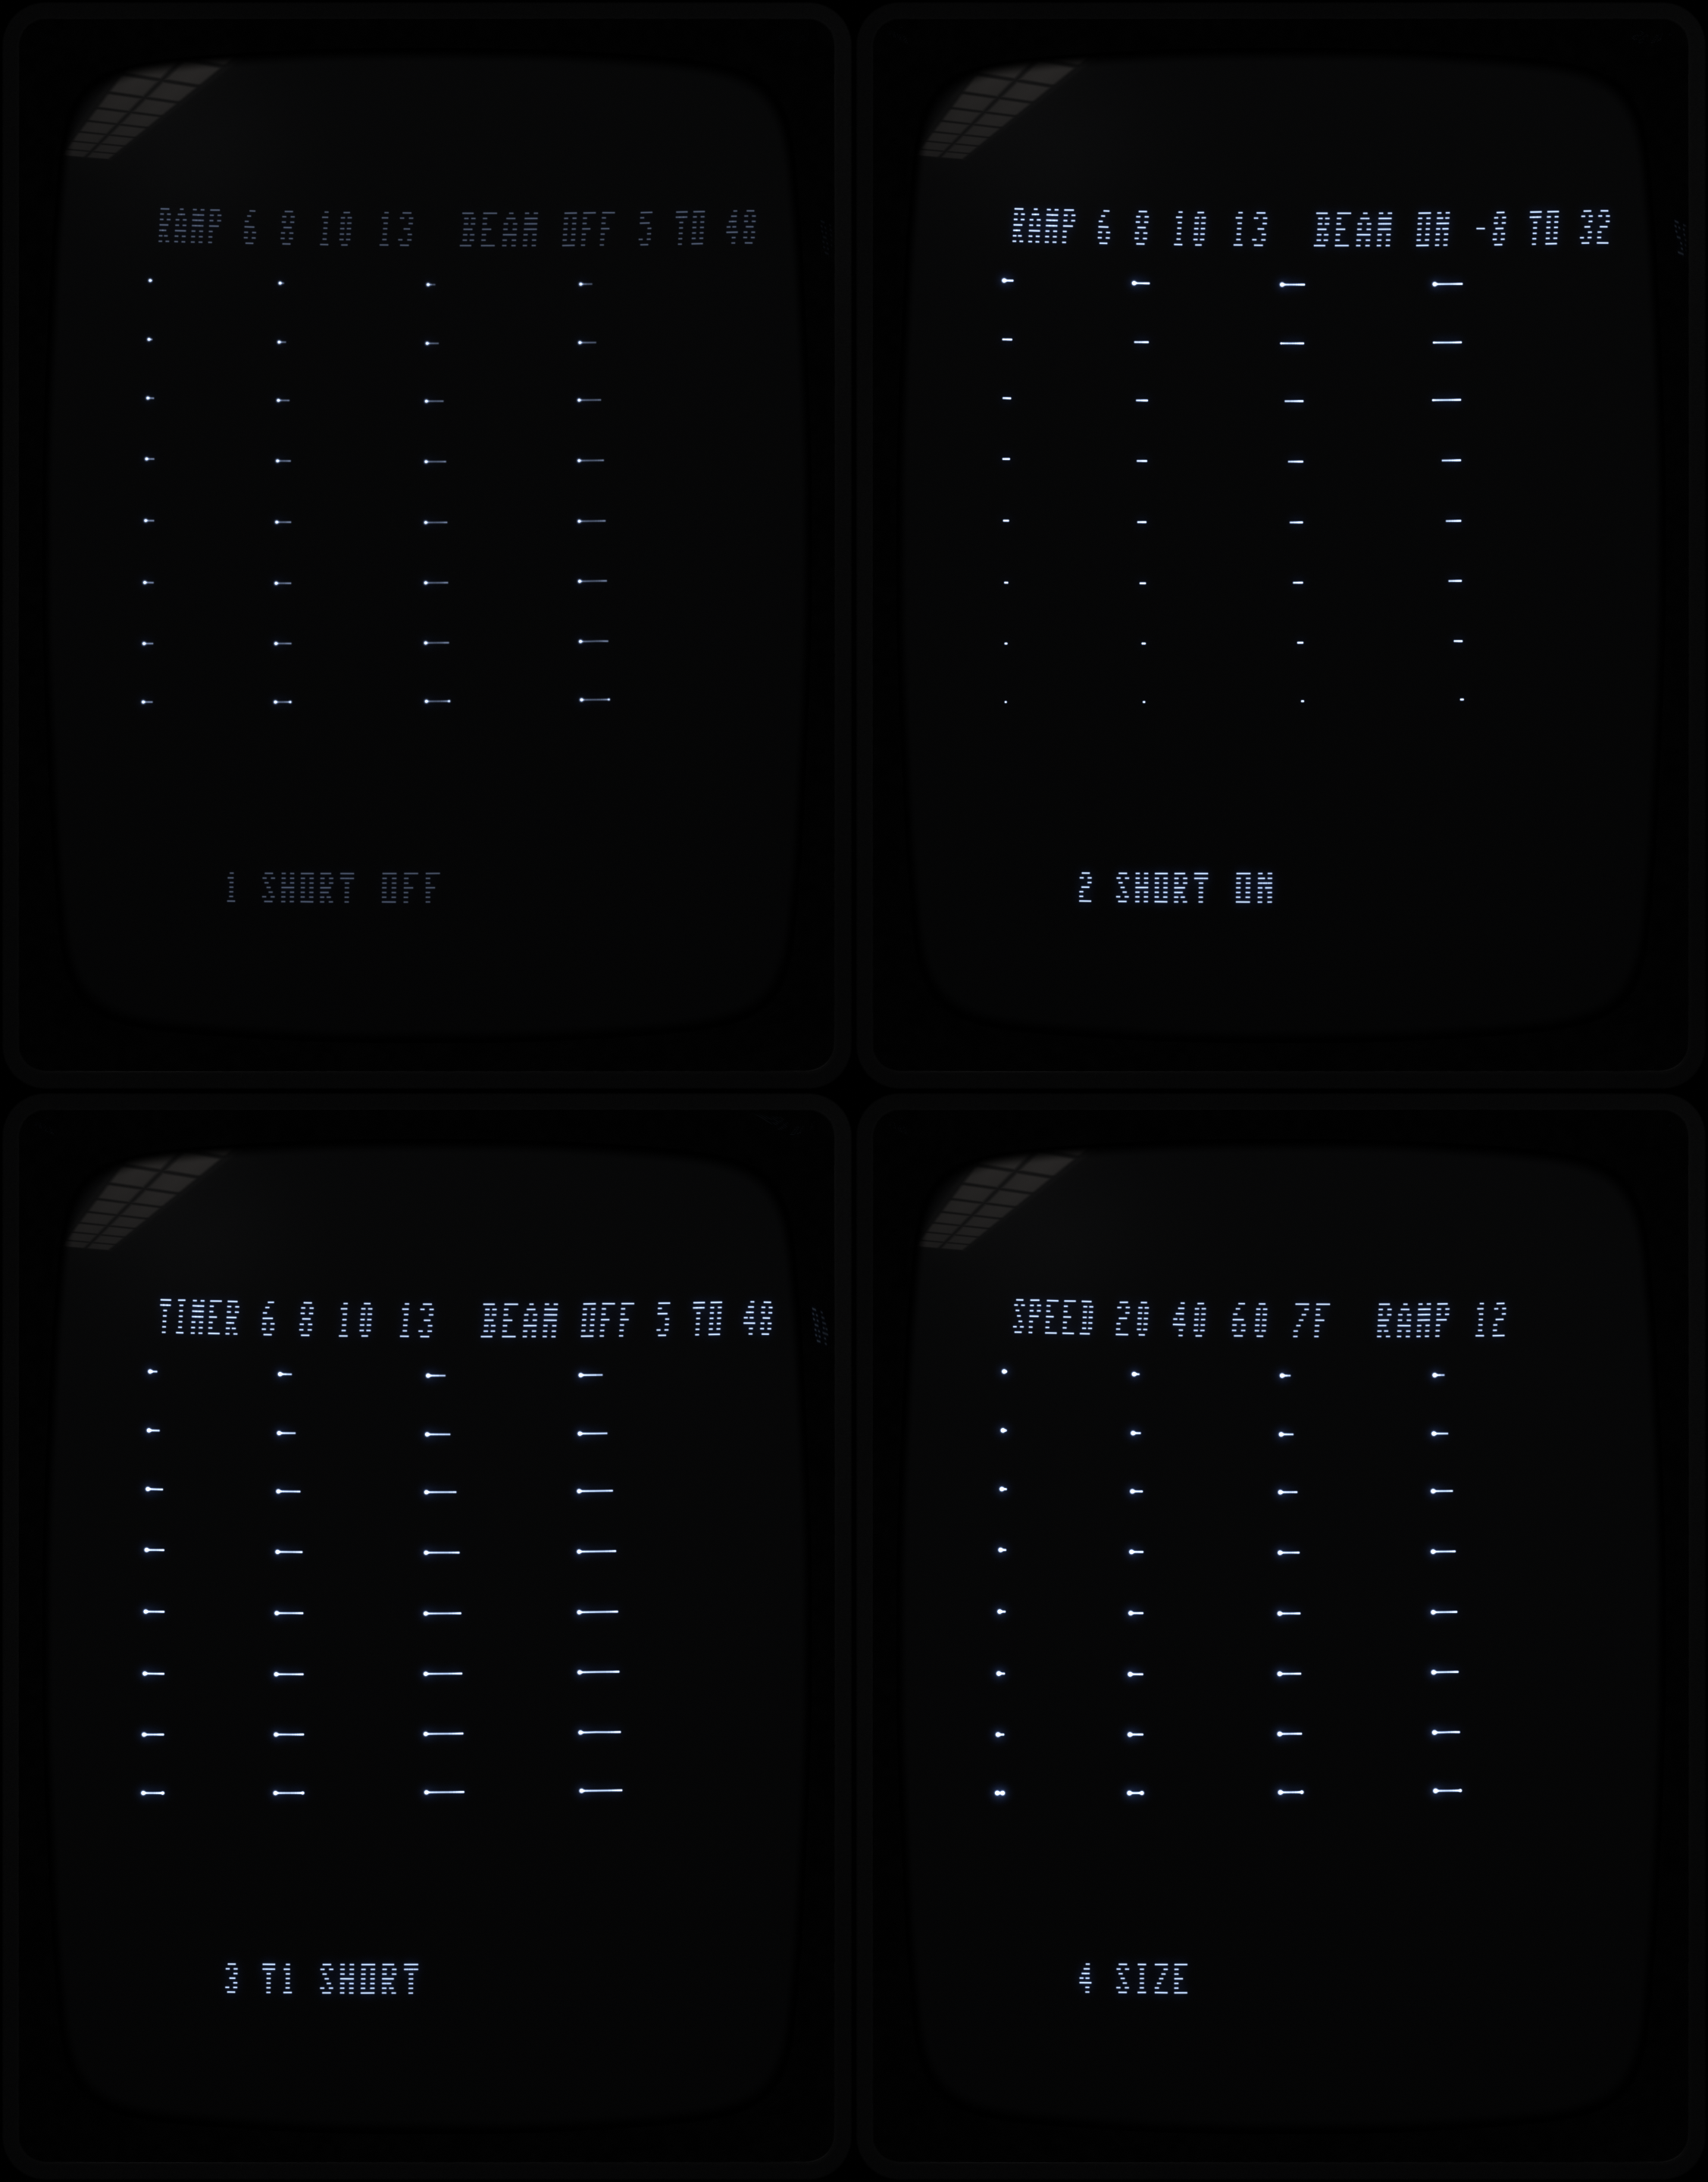 RAMP 6 8 10 13 BEAM OFF 5 TO 48
1 SHORT OFF
RAMP 6 8 10 13 BEAM ON -8 TO 32
2 SHORT ON
TIMER 6 8 10 13 BEAM OFF 5 TO 48
3 T1 SHORT
SPEED 20 40 60 7F RAMP 12
4 SIZE